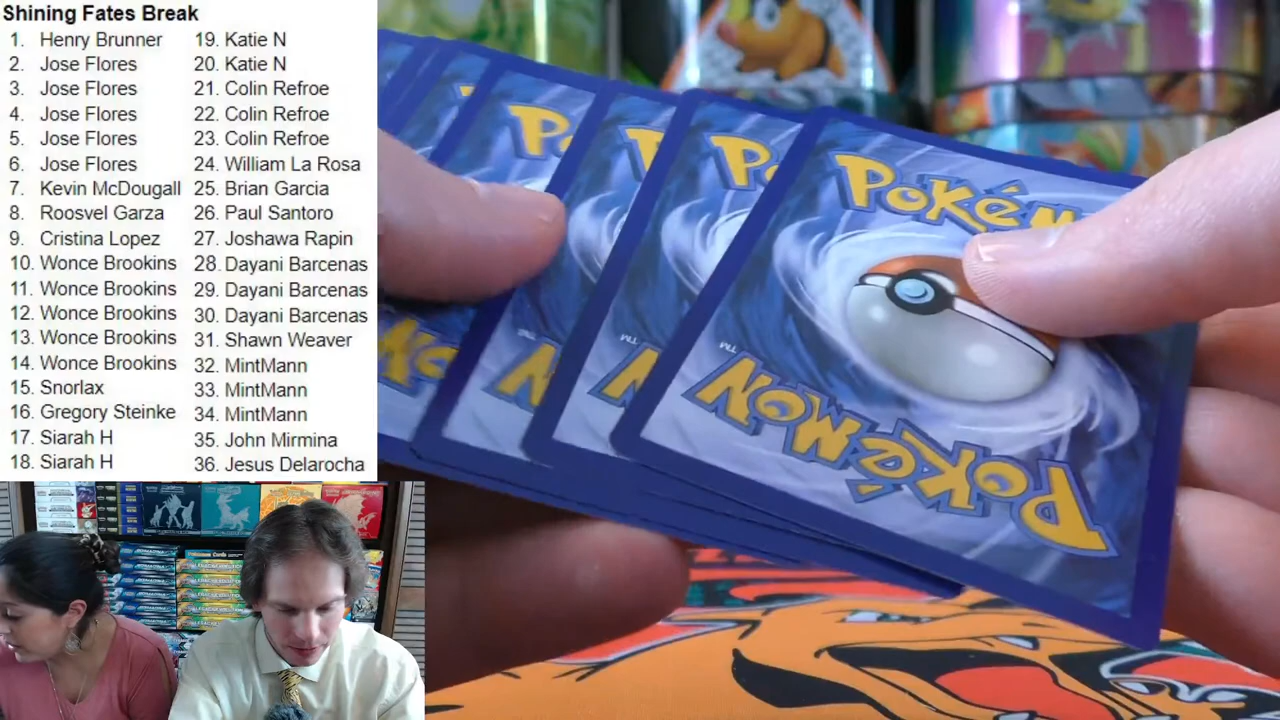 Shining Fates Break
1. Henry Brunner
2. Jose Flores
3. Jose Flores
4. Jose Flores
5. Jose Flores
6. Jose Flores
7. Kevin McDougall
8. Roosvel Garza
9. Cristina Lopez
10. Wonce Brookins
11. Wonce Brookins
12. Wonce Brookins
13. Wonce Brookins
14. Wonce Brookins
15. Snorlax
16. Gregory Steinke
17. Siarah H
18. Siarah H
19. Katie N
20. Katie N
21. Colin Refroe
22. Colin Refroe
23. Colin Refroe
24. William La Rosa
25. Brian Garcia
26. Paul Santoro
27. Joshawa Rapin
28. Dayani Barcenas
29. Dayani Barcenas
30. Dayani Barcenas
31. Shawn Weaver
32. MintMann
33. MintMann
34. MintMann
35. John Mirmina
36. Jesus Delarocha
Po
P
Po
Pokém
TM
TM
Pokémon